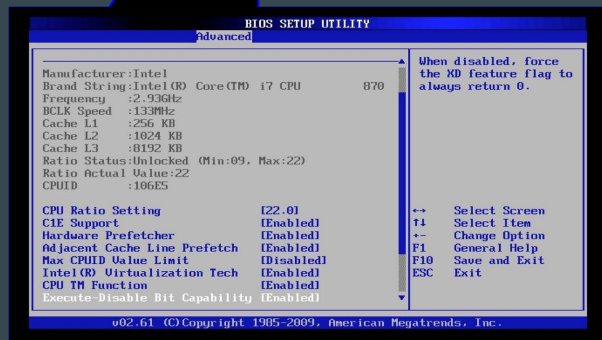 BIOS SETUP UTILITY
Advanced
Manufacturer:Intel
Brand String:Intel(R) Core(TM) i7 CPU 870
Frequency :2.93GHz
BCLK Speed :133MHz
Cache L1 :256 KB
Cache L2 :1024 KB
Cache L3 :8192 KB
Ratio Status:Unlocked (Min:09, Max:22)
Ratio Actual Value:22
CPUID :106E5
CPU Ratio Setting [22.0]
C1E Support [Enabled]
Hardware Prefetcher [Enabled]
Adjacent Cache Line Prefetch [Enabled]
Max CPUID Value Limit [Disabled]
Intel(R) Virtualization Tech [Enabled]
CPU TM Function [Enabled]
Execute-Disable Bit Capability [Enabled]
When disabled, force
the XD feature flag to
always return 0.
↔ Select Screen
↑↓ Select Item
+- Change Option
F1 General Help
F10 Save and Exit
ESC Exit
v02.61 (C)Copyright 1985-2009, American Megatrends, Inc.